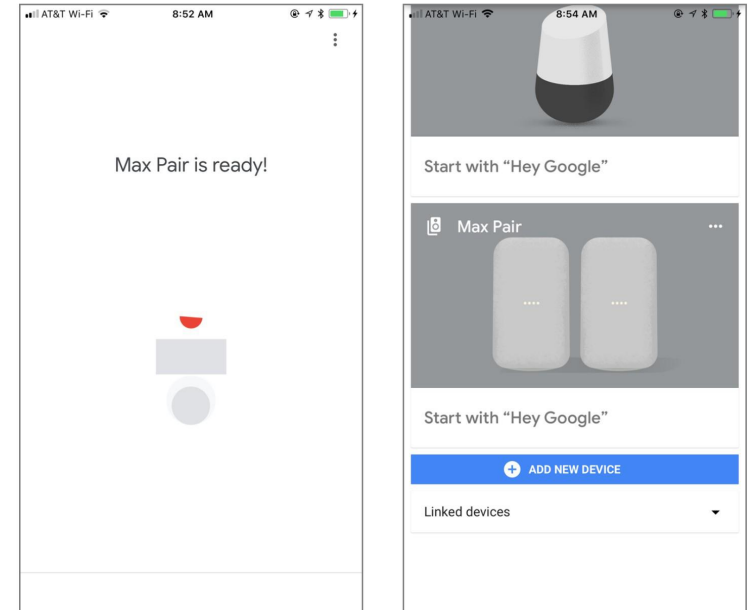 AT&T Wi-Fi 8:52 AM
Max Pair is ready!
AT&T Wi-Fi 8:54 AM
Start with “Hey Google”
Max Pair
Start with “Hey Google”
ADD NEW DEVICE
Linked devices